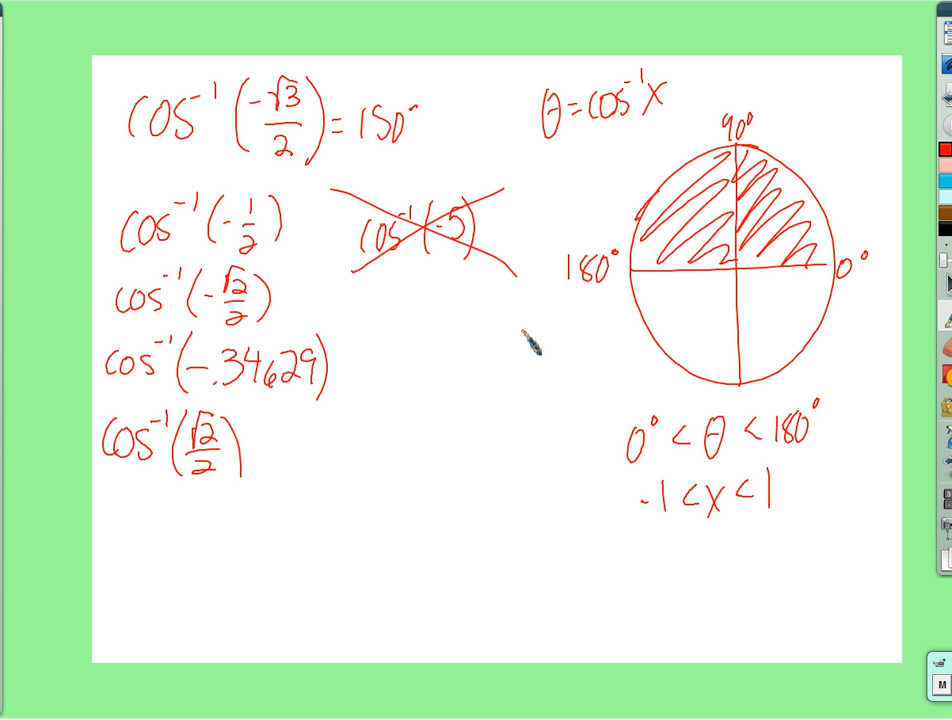 cos⁻¹(-√3/2) = 150°
θ = cos⁻¹x
90°
cos⁻¹(-1/2)
cos⁻¹(-5)
180°
0°
cos⁻¹(-√2/2)
cos⁻¹(-.34629)
cos⁻¹(√2/2)
0° < θ < 180°
-1 < x < 1
M